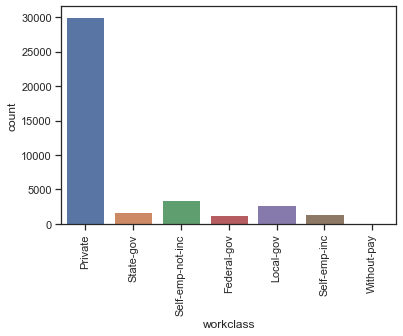 30000
25000
20000
15000
10000
5000
0
count
Private
State-gov
Self-emp-not-inc
Federal-gov
Local-gov
Self-emp-inc
Without-pay
workclass